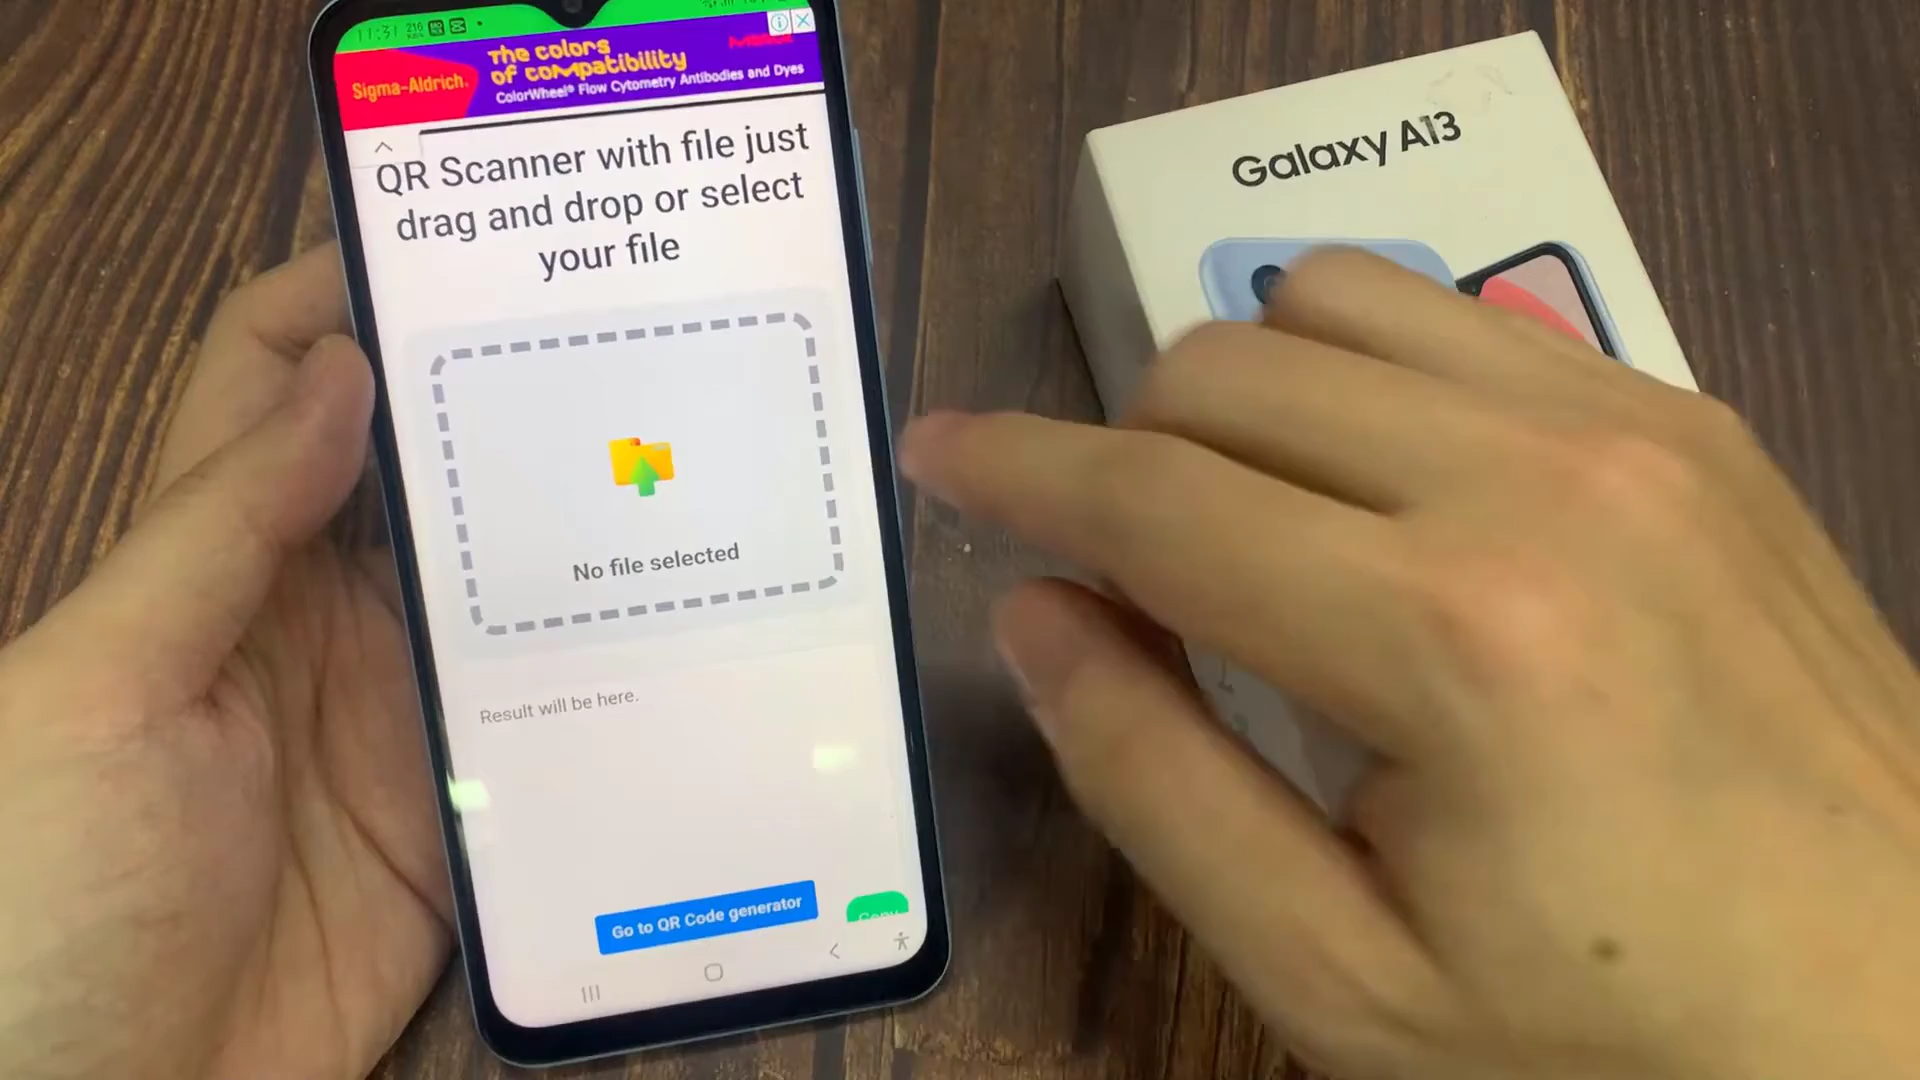 11:31
Sigma-Aldrich.
The colors
of compatibility
ColorWheel® Flow Cytometry Antibodies and Dyes
QR Scanner with file just
drag and drop or select
your file
No file selected
Result will be here.
Go to QR Code generator
Copy
Galaxy A13